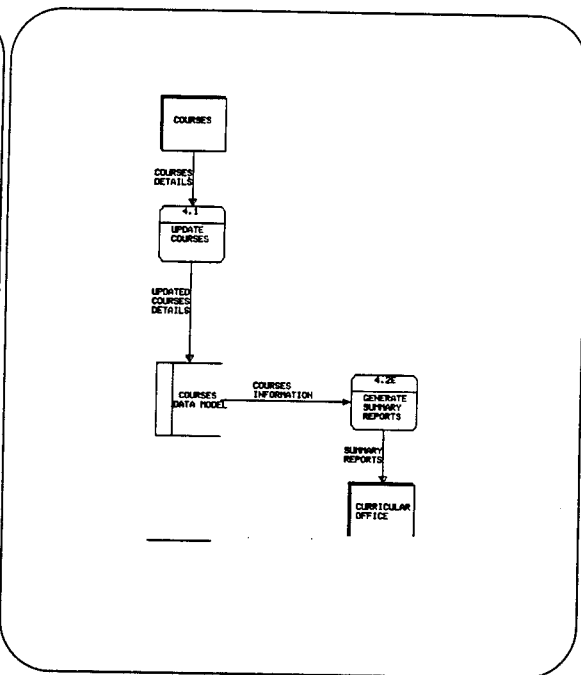 COURSES
COURSES
DETAILS
4.1
UPDATE
COURSES
UPDATED
COURSES
DETAILS
COURSES
DATA MODEL
COURSES
INFORMATION
4.2E
GENERATE
SUMMARY
REPORTS
SUMMARY
REPORTS
CURRICULAR
OFFICE